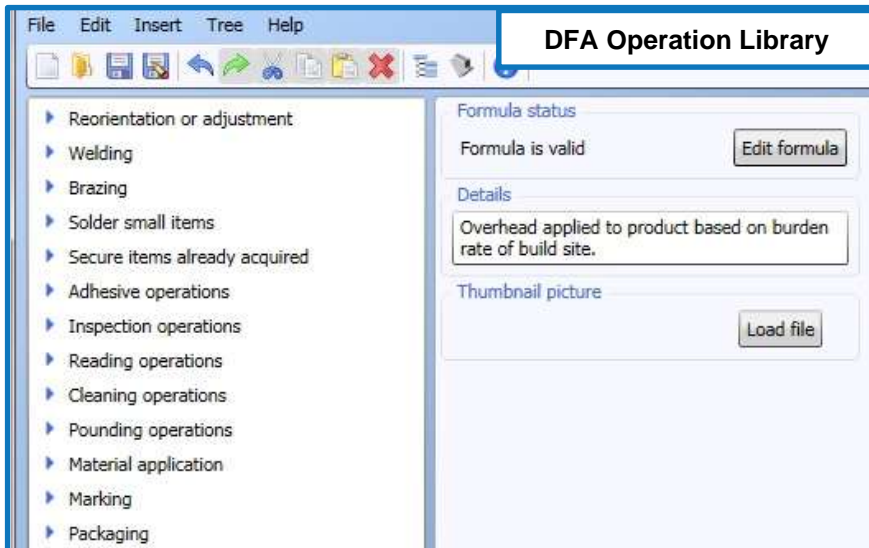 File Edit Insert Tree Help
DFA Operation Library
Reorientation or adjustment
Welding
Brazing
Solder small items
Secure items already acquired
Adhesive operations
Inspection operations
Reading operations
Cleaning operations
Pounding operations
Material application
Marking
Packaging
Formula status
Formula is valid Edit formula
Details
Overhead applied to product based on burden
rate of build site.
Thumbnail picture
Load file